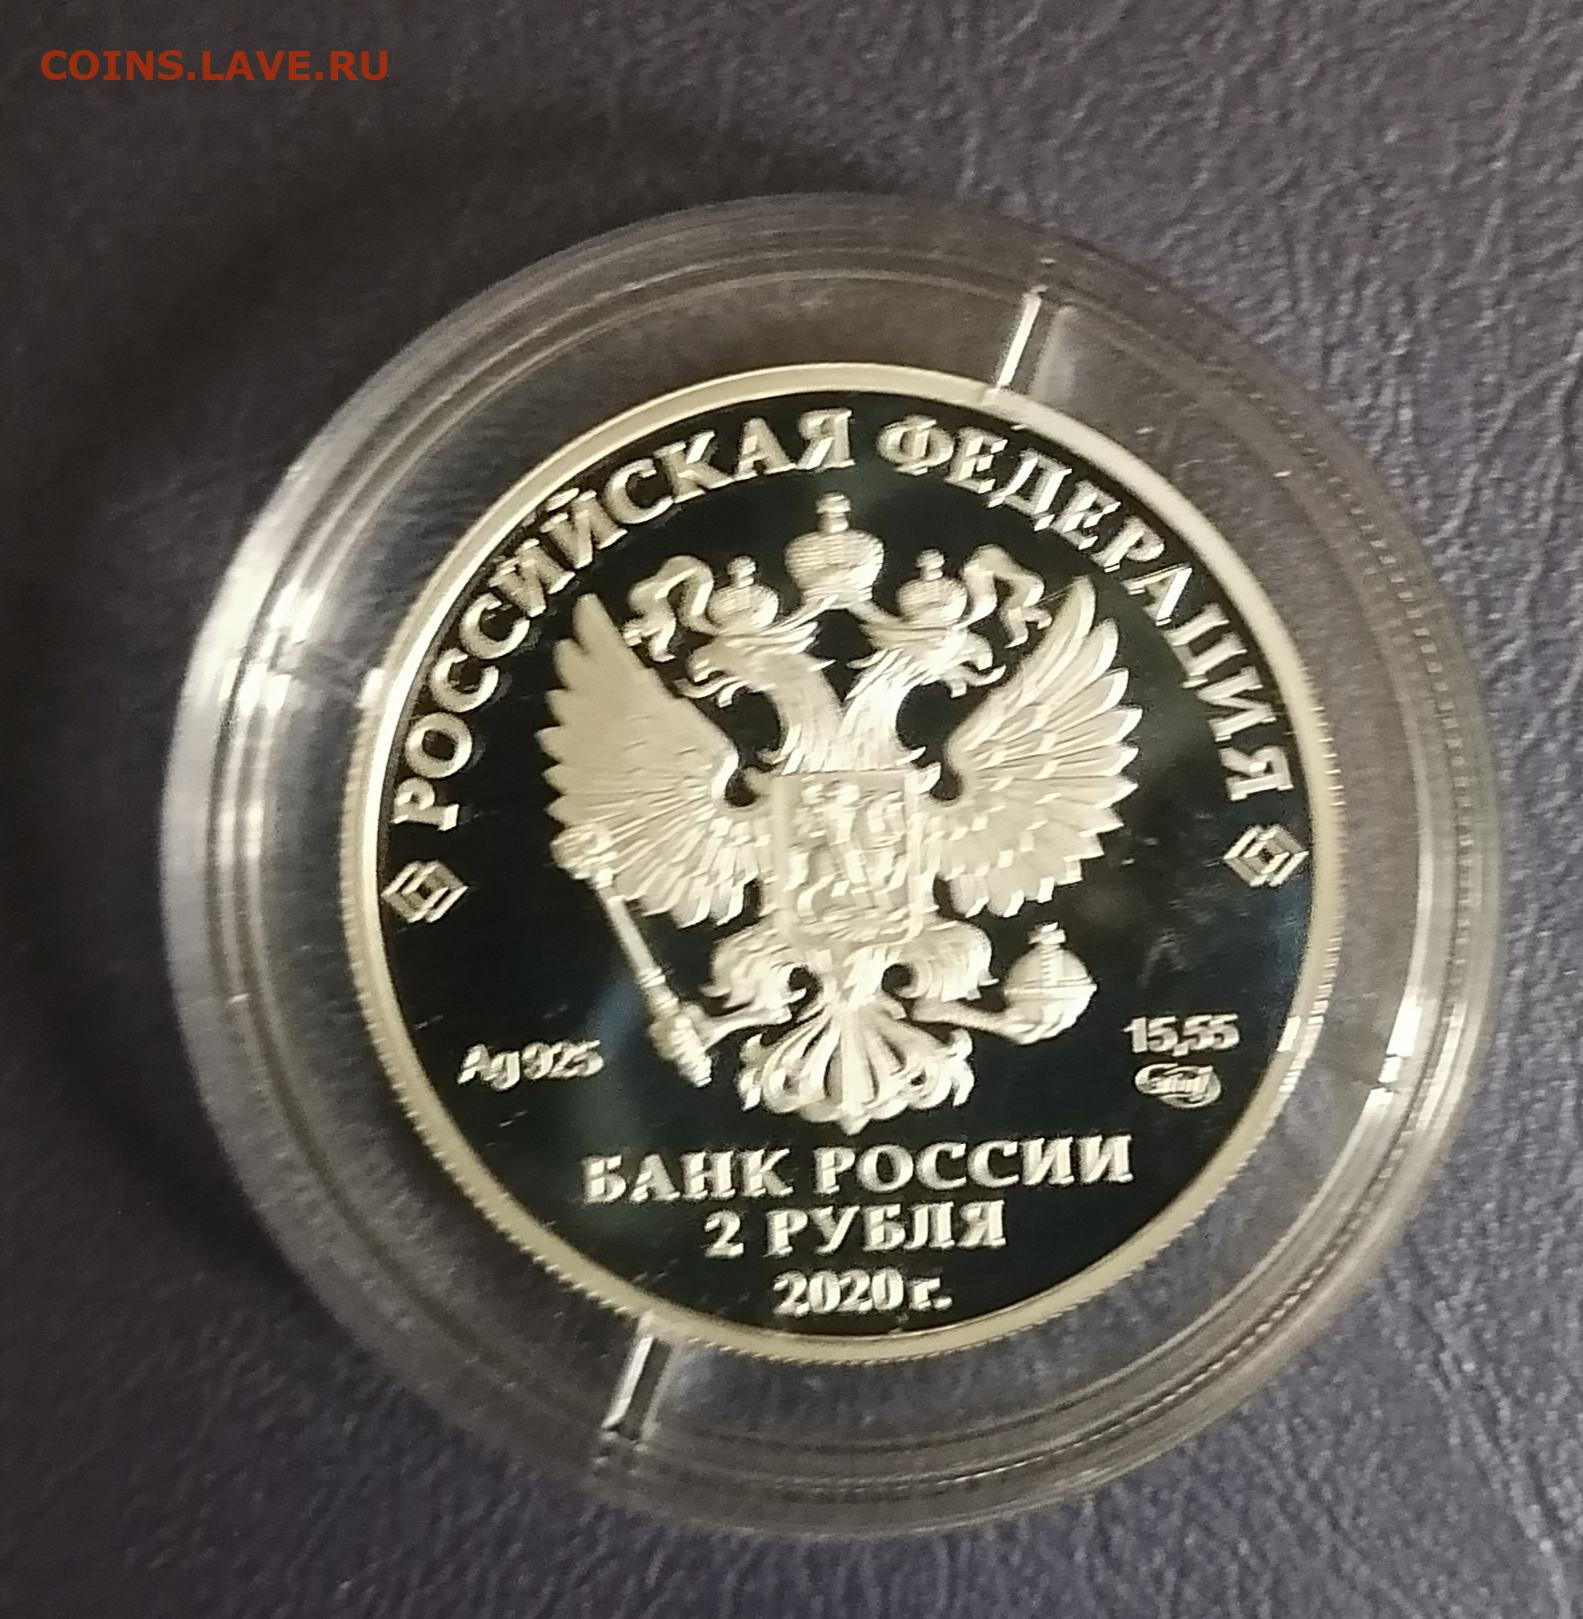 COINS.LAVE.RU
РОССИЙСКАЯ ФЕДЕРАЦИЯ
Ag 925
15,55
БАНК РОССИИ
2 РУБЛЯ
2020 г.